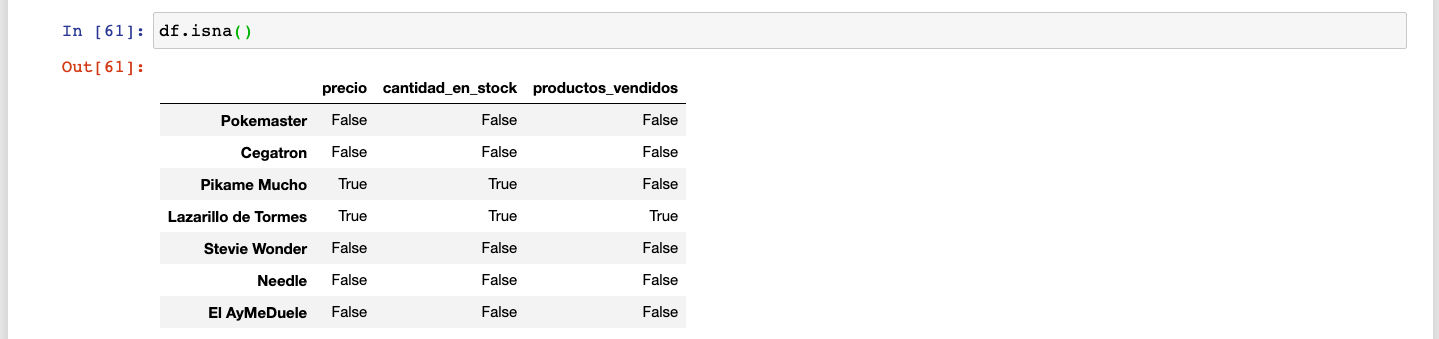 In [61]: df.isna()
Out[61]:
precio cantidad_en_stock productos_vendidos
Pokemaster False False False
Cegatron False False False
Pikame Mucho True True False
Lazarillo de Tormes True True True
Stevie Wonder False False False
Needle False False False
El AyMeDuele False False False